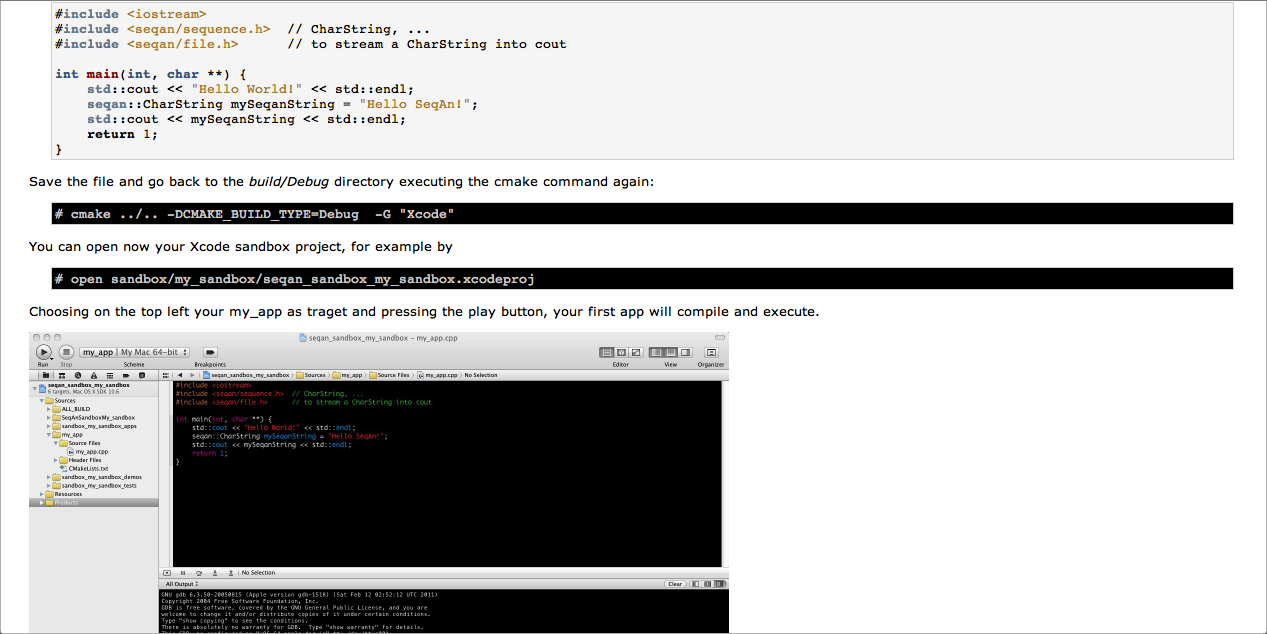 #include <iostream>
#include <seqan/sequence.h>  // CharString, ...
#include <seqan/file.h>      // to stream a CharString into cout
int main(int, char **) {
    std::cout << "Hello World!" << std::endl;
    seqan::CharString mySeqanString = "Hello SeqAn!";
    std::cout << mySeqanString << std::endl;
    return 1;
}
Save the file and go back to the build/Debug directory executing the cmake command again:
# cmake ../.. -DCMAKE_BUILD_TYPE=Debug  -G "Xcode"
You can open now your Xcode sandbox project, for example by
# open sandbox/my_sandbox/seqan_sandbox_my_sandbox.xcodeproj
Choosing on the top left your my_app as traget and pressing the play button, your first app will compile and execute.
seqan_sandbox_my_sandbox - my_app.cpp
my_app | My Mac 64-bit
Run Stop Scheme Breakpoints Editor View Organizer
seqan_sandbox_my_sandbox Sources my_app Source Files my_app.cpp No Selection
seqan_sandbox_my_sandbox
6 targets, Mac OS X SDK 10.6
Sources
ALL_BUILD
SeqAnSandboxMy_sandbox
sandbox_my_sandbox_apps
my_app
Source Files
my_app.cpp
Header Files
CMakeLists.txt
sandbox_my_sandbox_demos
sandbox_my_sandbox_tests
Resources
Products
#include <iostream>
#include <seqan/sequence.h>  // CharString, ...
#include <seqan/file.h>      // to stream a CharString into cout
int main(int, char **) {
    std::cout << "Hello World!" << std::endl;
    seqan::CharString mySeqanString = "Hello SeqAn!";
    std::cout << mySeqanString << std::endl;
    return 1;
}
No Selection
All Output Clear
GNU gdb 6.3.50-20050815 (Apple version gdb-1518) (Sat Feb 12 02:52:12 UTC 2011)
Copyright 2004 Free Software Foundation, Inc.
GDB is free software, covered by the GNU General Public License, and you are
welcome to change it and/or distribute copies of it under certain conditions.
Type "show copying" to see the conditions.
There is absolutely no warranty for GDB.  Type "show warranty" for details.